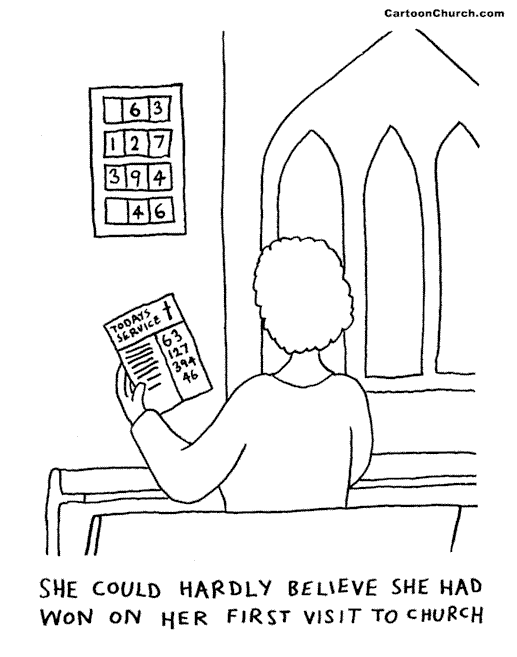 CartoonChurch.com
63
127
394
46
TODAYS
SERVICE
63
127
394
46
SHE COULD HARDLY BELIEVE SHE HAD
WON ON HER FIRST VISIT TO CHURCH